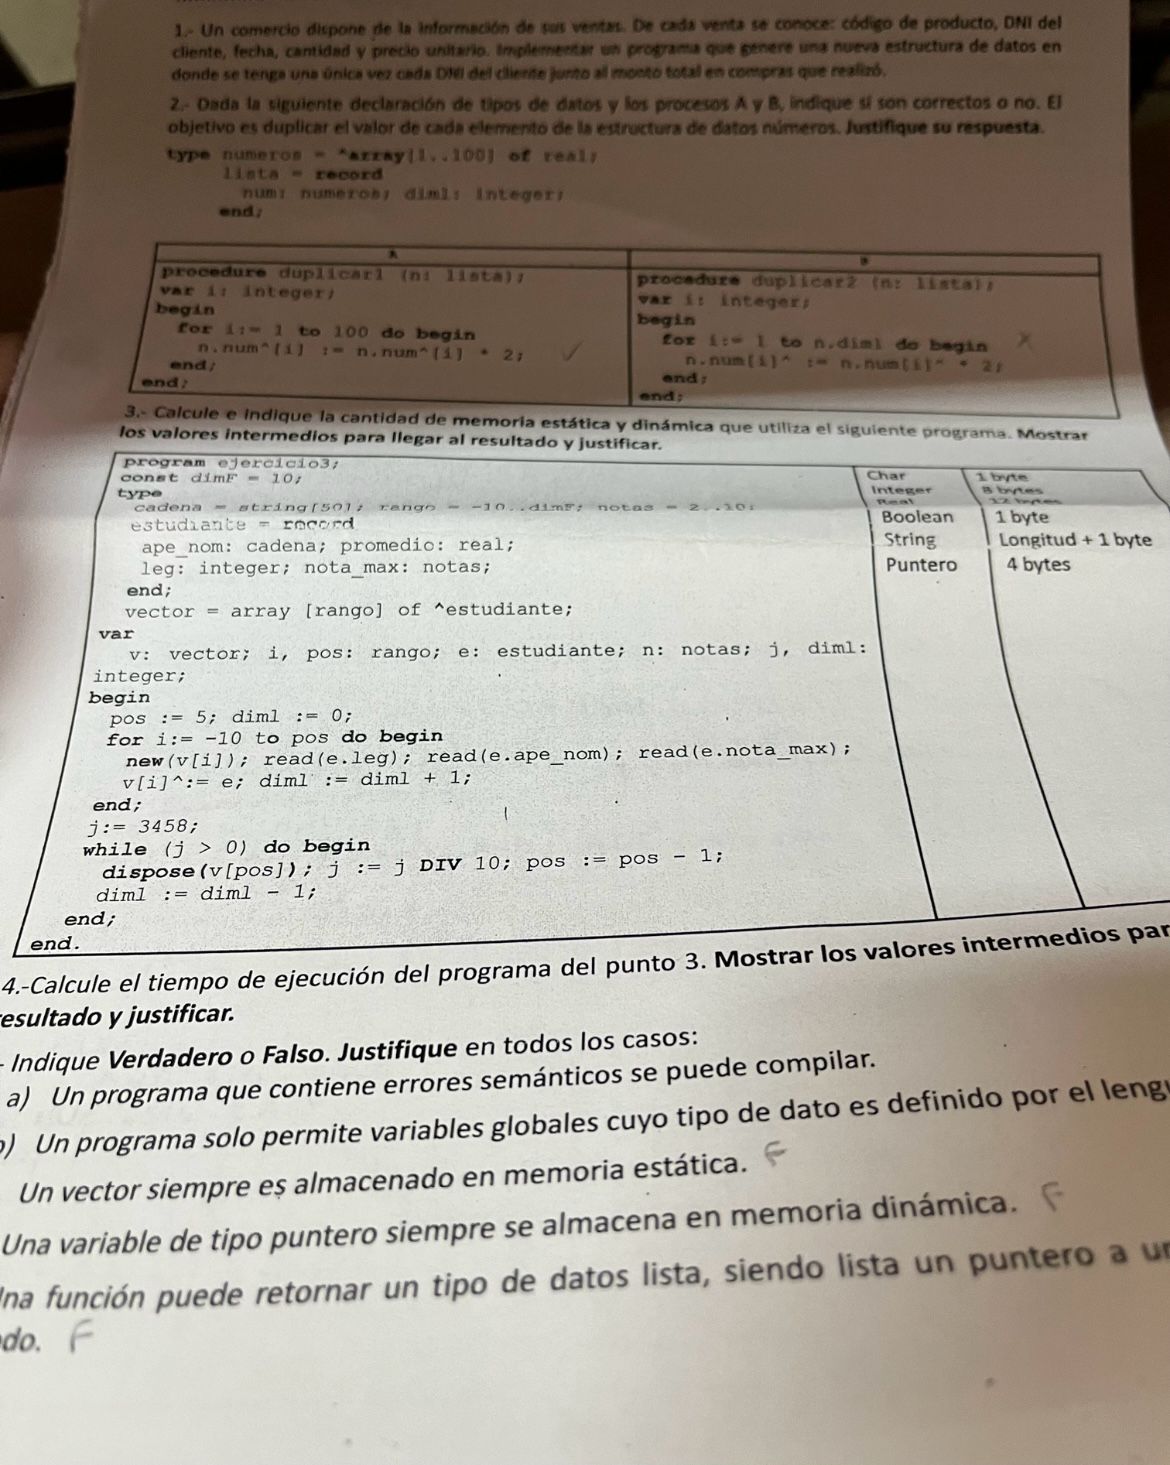 1.- Un comercio dispone de la información de sus ventas. De cada venta se conoce: código de producto, DNI del
cliente, fecha, cantidad y precio unitario. Implementar un programa que genere una nueva estructura de datos en
donde se tenga una única vez cada DNI del cliente junto al monto total en compras que realizó.
2.- Dada la siguiente declaración de tipos de datos y los procesos A y B, indique si son correctos o no. El
objetivo es duplicar el valor de cada elemento de la estructura de datos números. Justifique su respuesta.
type numeros = ^array[1..100] of real;
lista = record
num: numeros; diml: integer;
end;
A
procedure duplicar1 (n: lista);
var i: integer;
begin
for i:= 1 to 100 do begin
n.num^[i] := n.num^[i] * 2;
end;
end;
B
procedure duplicar2 (n: lista);
var i: integer;
begin
for i:= 1 to n.diml do begin
n.num[i]^ := n.num[i]^ * 2;
end;
end;
3.- Calcule e indique la cantidad de memoria estática y dinámica que utiliza el siguiente programa. Mostrar
los valores intermedios para llegar al resultado y justificar.
program ejercicio3;
const dimF = 10;
type
cadena = string[50]; rango = -10..dimF; notas = 2..10;
estudiante = record
ape_nom: cadena; promedio: real;
leg: integer; nota_max: notas;
end;
vector = array [rango] of ^estudiante;
var
v: vector; i, pos: rango; e: estudiante; n: notas; j, diml:
integer;
begin
pos := 5; diml := 0;
for i:= -10 to pos do begin
new(v[i]); read(e.leg); read(e.ape_nom); read(e.nota_max);
v[i]^:= e; diml := diml + 1;
end;
j:= 3458;
while (j > 0) do begin
dispose(v[pos]); j := j DIV 10; pos := pos - 1;
diml := diml - 1;
end;
end.
Char 1 byte
Integer 8 bytes
Real 12 bytes
Boolean 1 byte
String Longitud + 1 byte
Puntero 4 bytes
4.-Calcule el tiempo de ejecución del programa del punto 3. Mostrar los valores intermedios par
resultado y justificar.
- Indique Verdadero o Falso. Justifique en todos los casos:
a) Un programa que contiene errores semánticos se puede compilar.
b) Un programa solo permite variables globales cuyo tipo de dato es definido por el lengu
Un vector siempre es almacenado en memoria estática. F
Una variable de tipo puntero siempre se almacena en memoria dinámica. F
Una función puede retornar un tipo de datos lista, siendo lista un puntero a un
do. F